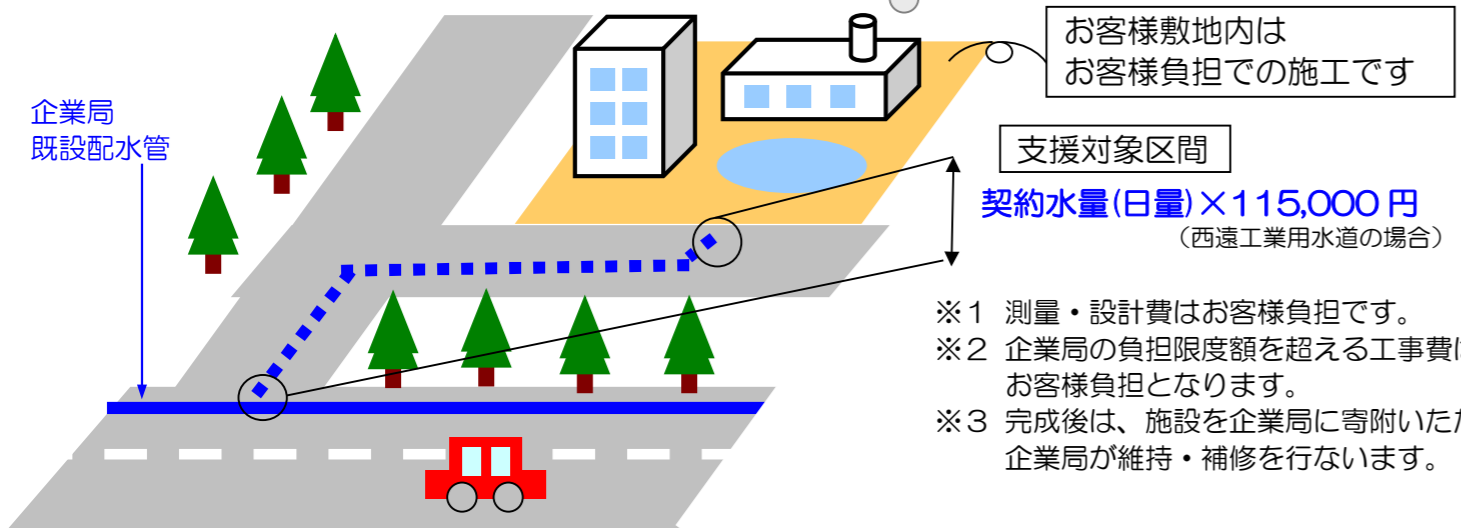 お客様敷地内は
お客様負担での施工です
企業局
既設配水管
支援対象区間
契約水量(日量)×115,000円
(西遠工業用水道の場合)
※1 測量・設計費はお客様負担です。
※2 企業局の負担限度額を超える工事費は
お客様負担となります。
※3 完成後は、施設を企業局に寄附いただ
企業局が維持・補修を行ないます。